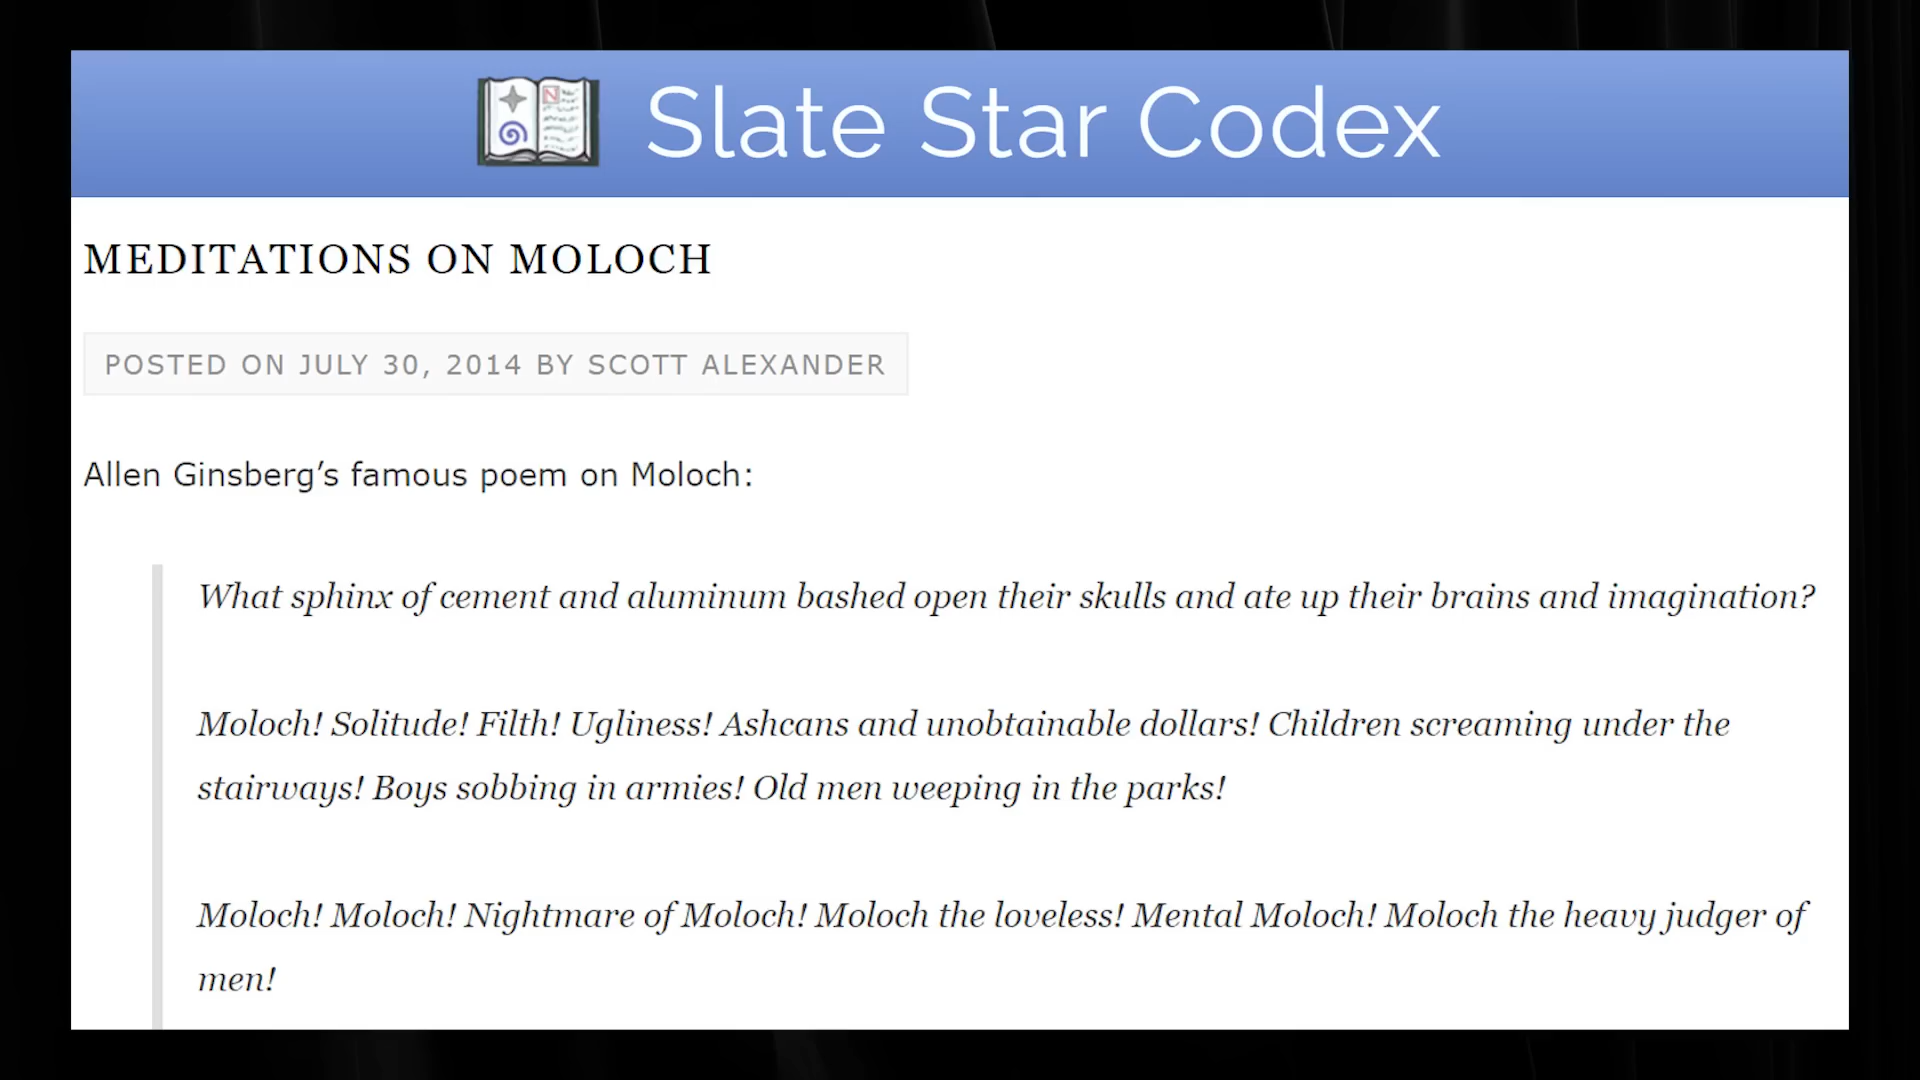 Slate Star Codex
MEDITATIONS ON MOLOCH
POSTED ON JULY 30, 2014 BY SCOTT ALEXANDER
Allen Ginsberg’s famous poem on Moloch:
What sphinx of cement and aluminum bashed open their skulls and ate up their brains and imagination?
Moloch! Solitude! Filth! Ugliness! Ashcans and unobtainable dollars! Children screaming under the
stairways! Boys sobbing in armies! Old men weeping in the parks!
Moloch! Moloch! Nightmare of Moloch! Moloch the loveless! Mental Moloch! Moloch the heavy judger of
men!